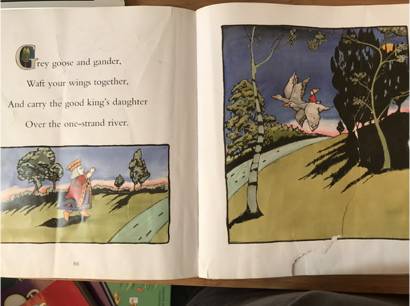 Grey goose and gander,
Waft your wings together,
And carry the good king's daughter
Over the one-strand river.